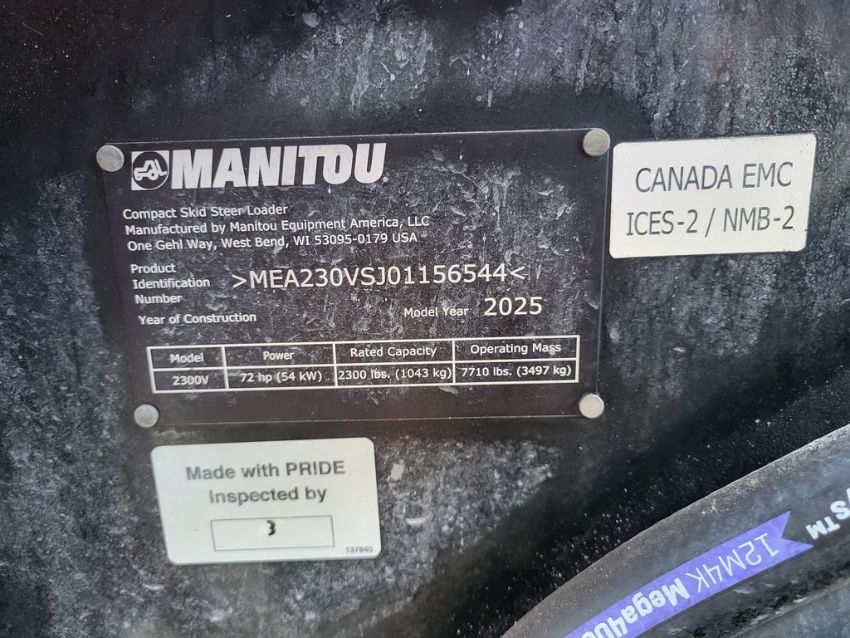 MANITOU
Compact Skid Steer Loader
Manufactured by Manitou Equipment America, LLC
One Gehl Way, West Bend, WI 53095-0179 USA
Product
Identification >MEA230VSJ01156544<
Number
Year of Construction Model Year 2025
Model Power Rated Capacity Operating Mass
2300V 72 hp (54 kW) 2300 lbs. (1043 kg) 7710 lbs. (3497 kg)
CANADA EMC
ICES-2 / NMB-2
Made with PRIDE
Inspected by
3
137840
12M4K Mega400